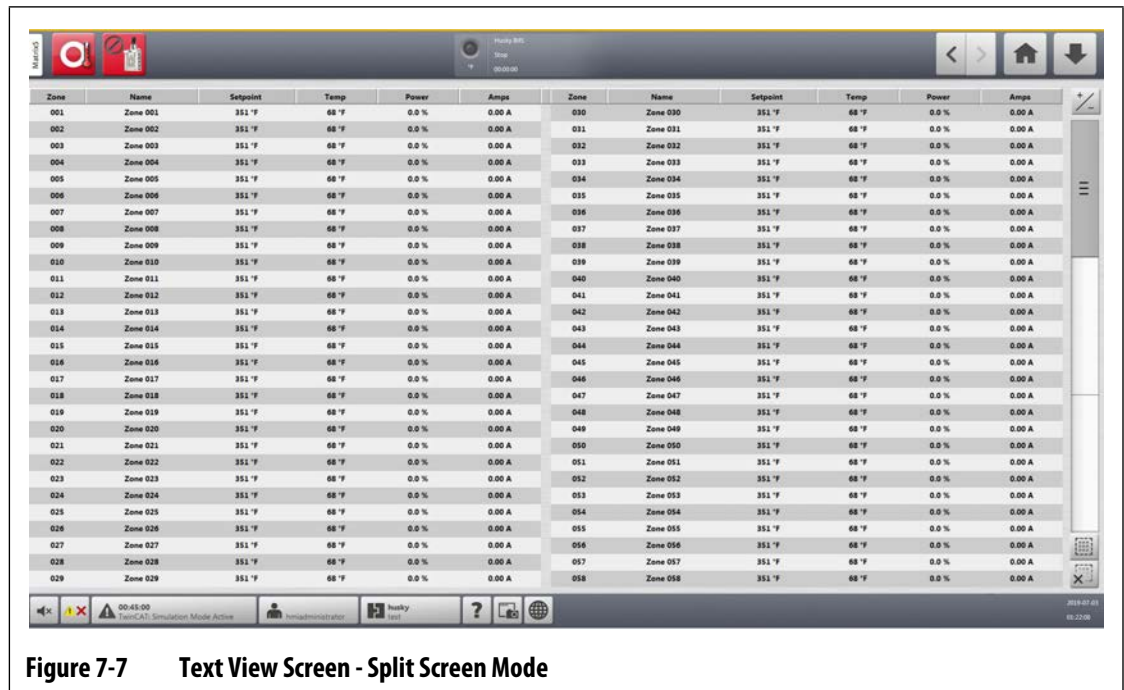 Matrix5
Husky BML
Stop
00:00:00
Zone Name Setpoint Temp Power Amps Zone Name Setpoint Temp Power Amps
001 Zone 001 351 °F 68 °F 0.0 % 0.00 A 030 Zone 030 351 °F 68 °F 0.0 % 0.00 A
002 Zone 002 351 °F 68 °F 0.0 % 0.00 A 031 Zone 031 351 °F 68 °F 0.0 % 0.00 A
003 Zone 003 351 °F 68 °F 0.0 % 0.00 A 032 Zone 032 351 °F 68 °F 0.0 % 0.00 A
004 Zone 004 351 °F 68 °F 0.0 % 0.00 A 033 Zone 033 351 °F 68 °F 0.0 % 0.00 A
005 Zone 005 351 °F 68 °F 0.0 % 0.00 A 034 Zone 034 351 °F 68 °F 0.0 % 0.00 A
006 Zone 006 351 °F 68 °F 0.0 % 0.00 A 035 Zone 035 351 °F 68 °F 0.0 % 0.00 A
007 Zone 007 351 °F 68 °F 0.0 % 0.00 A 036 Zone 036 351 °F 68 °F 0.0 % 0.00 A
008 Zone 008 351 °F 68 °F 0.0 % 0.00 A 037 Zone 037 351 °F 68 °F 0.0 % 0.00 A
009 Zone 009 351 °F 68 °F 0.0 % 0.00 A 038 Zone 038 351 °F 68 °F 0.0 % 0.00 A
010 Zone 010 351 °F 68 °F 0.0 % 0.00 A 039 Zone 039 351 °F 68 °F 0.0 % 0.00 A
011 Zone 011 351 °F 68 °F 0.0 % 0.00 A 040 Zone 040 351 °F 68 °F 0.0 % 0.00 A
012 Zone 012 351 °F 68 °F 0.0 % 0.00 A 041 Zone 041 351 °F 68 °F 0.0 % 0.00 A
013 Zone 013 351 °F 68 °F 0.0 % 0.00 A 042 Zone 042 351 °F 68 °F 0.0 % 0.00 A
014 Zone 014 351 °F 68 °F 0.0 % 0.00 A 043 Zone 043 351 °F 68 °F 0.0 % 0.00 A
015 Zone 015 351 °F 68 °F 0.0 % 0.00 A 044 Zone 044 351 °F 68 °F 0.0 % 0.00 A
016 Zone 016 351 °F 68 °F 0.0 % 0.00 A 045 Zone 045 351 °F 68 °F 0.0 % 0.00 A
017 Zone 017 351 °F 68 °F 0.0 % 0.00 A 046 Zone 046 351 °F 68 °F 0.0 % 0.00 A
018 Zone 018 351 °F 68 °F 0.0 % 0.00 A 047 Zone 047 351 °F 68 °F 0.0 % 0.00 A
019 Zone 019 351 °F 68 °F 0.0 % 0.00 A 048 Zone 048 351 °F 68 °F 0.0 % 0.00 A
020 Zone 020 351 °F 68 °F 0.0 % 0.00 A 049 Zone 049 351 °F 68 °F 0.0 % 0.00 A
021 Zone 021 351 °F 68 °F 0.0 % 0.00 A 050 Zone 050 351 °F 68 °F 0.0 % 0.00 A
022 Zone 022 351 °F 68 °F 0.0 % 0.00 A 051 Zone 051 351 °F 68 °F 0.0 % 0.00 A
023 Zone 023 351 °F 68 °F 0.0 % 0.00 A 052 Zone 052 351 °F 68 °F 0.0 % 0.00 A
024 Zone 024 351 °F 68 °F 0.0 % 0.00 A 053 Zone 053 351 °F 68 °F 0.0 % 0.00 A
025 Zone 025 351 °F 68 °F 0.0 % 0.00 A 054 Zone 054 351 °F 68 °F 0.0 % 0.00 A
026 Zone 026 351 °F 68 °F 0.0 % 0.00 A 055 Zone 055 351 °F 68 °F 0.0 % 0.00 A
027 Zone 027 351 °F 68 °F 0.0 % 0.00 A 056 Zone 056 351 °F 68 °F 0.0 % 0.00 A
028 Zone 028 351 °F 68 °F 0.0 % 0.00 A 057 Zone 057 351 °F 68 °F 0.0 % 0.00 A
029 Zone 029 351 °F 68 °F 0.0 % 0.00 A 058 Zone 058 351 °F 68 °F 0.0 % 0.00 A
00:45:00
TwinCAT: Simulation Mode Active
hmiadministrator
husky
test
?
2019-07-03
01:22:08
Figure 7-7 Text View Screen - Split Screen Mode